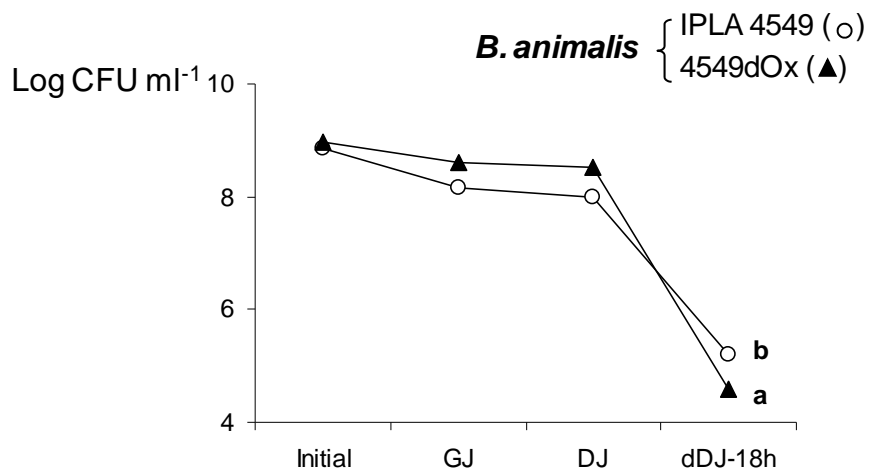 B. animalis
IPLA 4549 (○)
4549dOx (▲)
Log CFU ml-1
10
8
6
4
b
a
Initial GJ DJ dDJ-18h